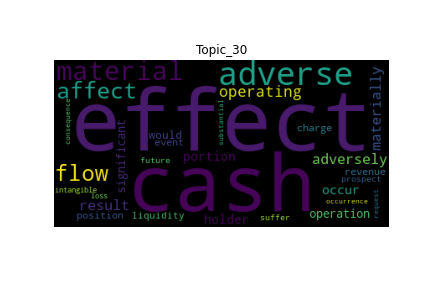 Topic_30
material
adverse
affect
operating
effect
materially
consequence
substantial
significant
would
event
charge
portion
adversely
future
flow
cash
revenue
prospect
intangible
loss
occur
occurrence
result
position
liquidity
holder
suffer
operation
request